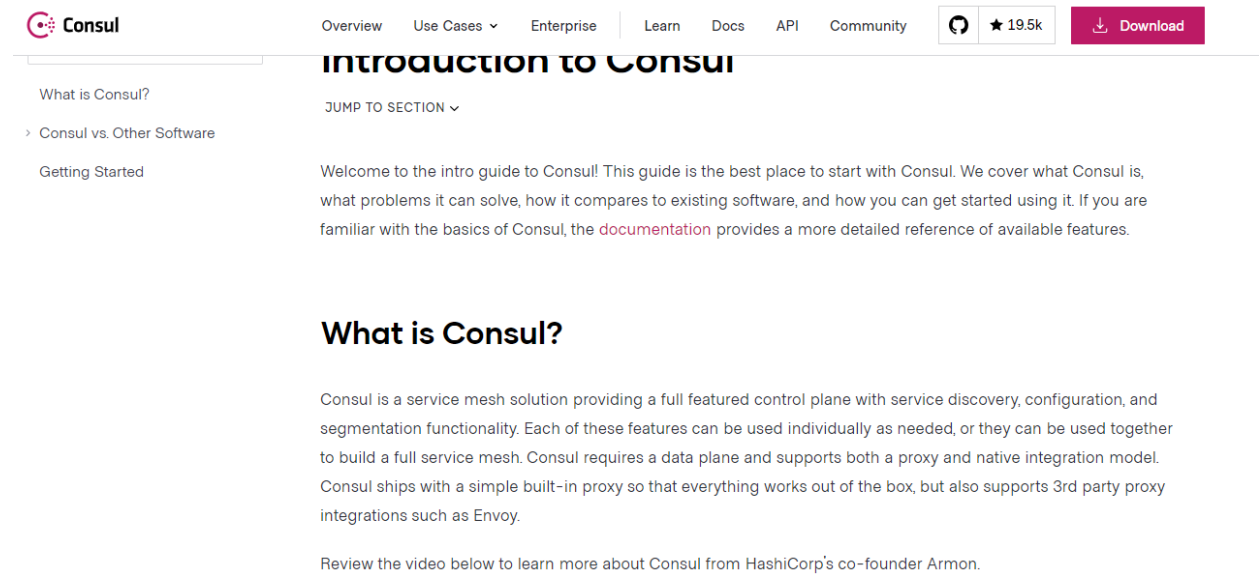 Consul
Overview Use Cases Enterprise Learn Docs API Community 19.5k Download
Introduction to Consul
What is Consul?
JUMP TO SECTION
Consul vs. Other Software
Getting Started
Welcome to the intro guide to Consul! This guide is the best place to start with Consul. We cover what Consul is,
what problems it can solve, how it compares to existing software, and how you can get started using it. If you are
familiar with the basics of Consul, the documentation provides a more detailed reference of available features.
What is Consul?
Consul is a service mesh solution providing a full featured control plane with service discovery, configuration, and
segmentation functionality. Each of these features can be used individually as needed, or they can be used together
to build a full service mesh. Consul requires a data plane and supports both a proxy and native integration model.
Consul ships with a simple built-in proxy so that everything works out of the box, but also supports 3rd party proxy
integrations such as Envoy.
Review the video below to learn more about Consul from HashiCorp's co-founder Armon.